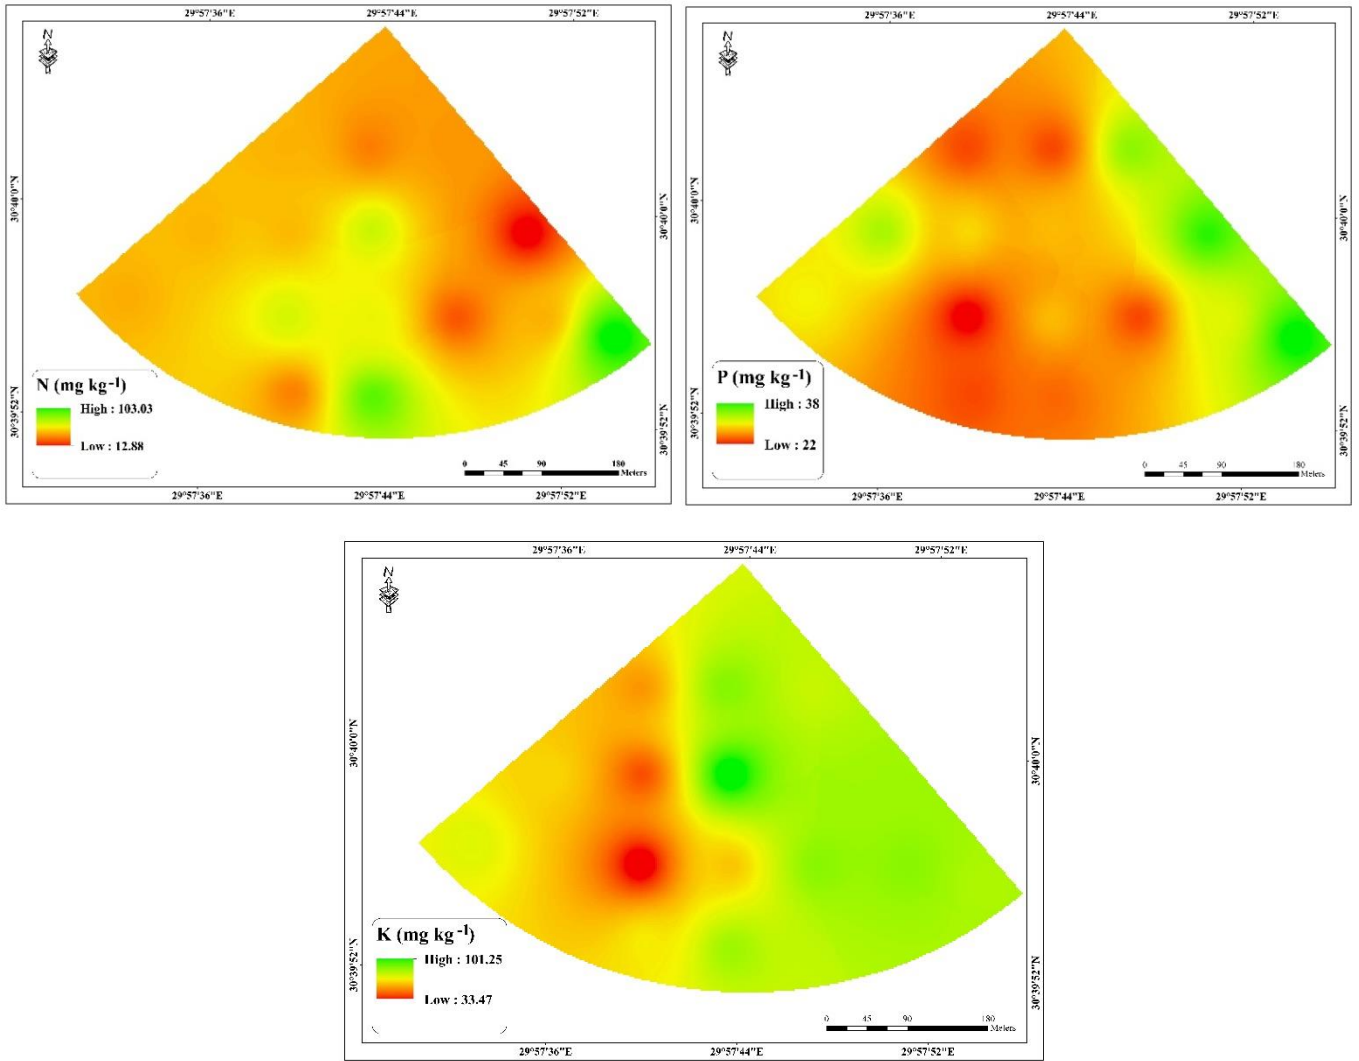 29°57'36"E 29°57'44"E 29°57'52"E
N
30°40'0"N 30°40'0"N
30°39'52"N 30°39'52"N
N (mg kg-1)
High : 103.03
Low : 12.88
0 45 90 180
Meters
29°57'36"E 29°57'44"E 29°57'52"E
29°57'36"E 29°57'44"E 29°57'52"E
N
30°40'0"N 30°40'0"N
30°39'52"N 30°39'52"N
P (mg kg-1)
High : 38
Low : 22
0 45 90 180
Meters
29°57'36"E 29°57'44"E 29°57'52"E
29°57'36"E 29°57'44"E 29°57'52"E
N
30°40'0"N 30°40'0"N
30°39'52"N 30°39'52"N
K (mg kg-1)
High : 101.25
Low : 33.47
0 45 90 180
Meters
29°57'36"E 29°57'44"E 29°57'52"E